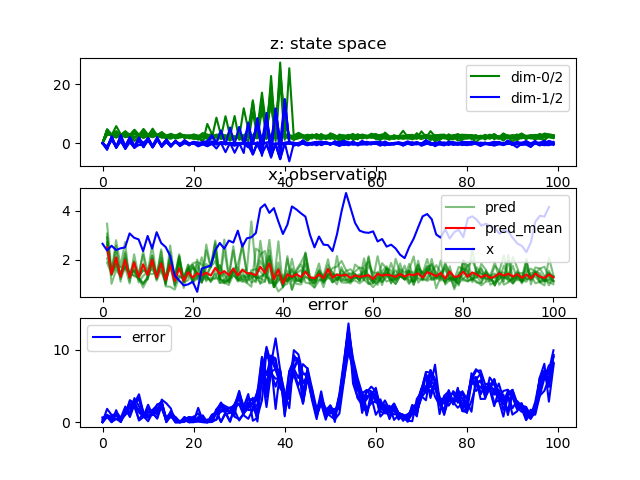 z: state space
20
0
dim-0/2
dim-1/2
0 20 40 60 80 100
x: observation
4
2
pred
pred_mean
x
0 20 40 60 80 100
error
10
0
error
0 20 40 60 80 100